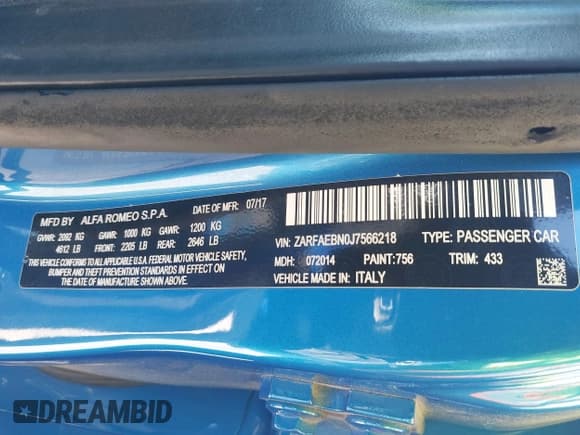 MFD BY ALFA ROMEO S.P.A. DATE OF MFR: 07/17
GVWR: 2092 KG GAWR: 1000 KG GAWR: 1200 KG
4612 LB FRONT: 2205 LB REAR: 2646 LB
THIS VEHICLE CONFORMS TO ALL APPLICABLE U.S.A. FEDERAL MOTOR VEHICLE SAFETY,
BUMPER AND THEFT PREVENTION STANDARDS IN EFFECT ON
THE DATE OF MANUFACTURE SHOWN ABOVE.
VIN: ZARFAEBN0J7566218 TYPE: PASSENGER CAR
MDH: 072014 PAINT:756 TRIM: 433
VEHICLE MADE IN: ITALY
DREAMBID